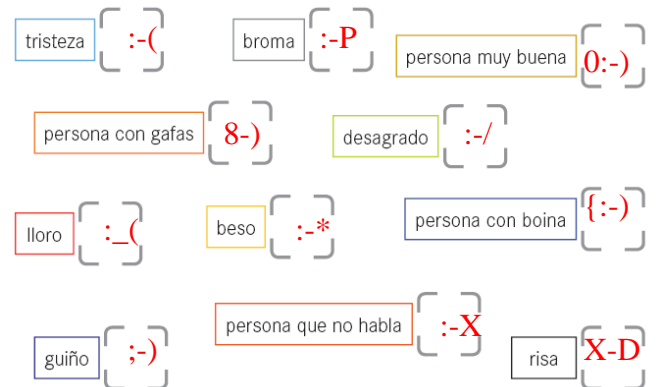 tristeza :-(
broma :-P
persona muy buena 0:-)
persona con gafas 8-)
desagrado :-/
lloro :_(
beso :-*
persona con boina {:-)
guiño ;-)
persona que no habla :-X
risa X-D